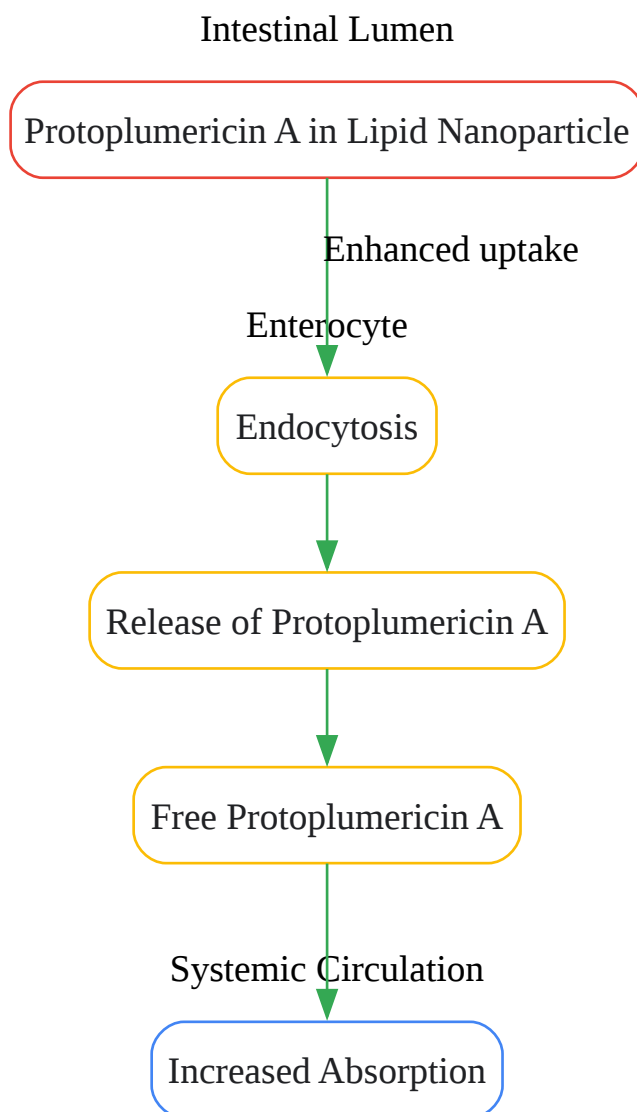 Intestinal Lumen
Protoplumericin A in Lipid Nanoparticle
Enhanced uptake
Enterocyte
Endocytosis
Release of Protoplumericin A
Free Protoplumericin A
Systemic Circulation
Increased Absorption